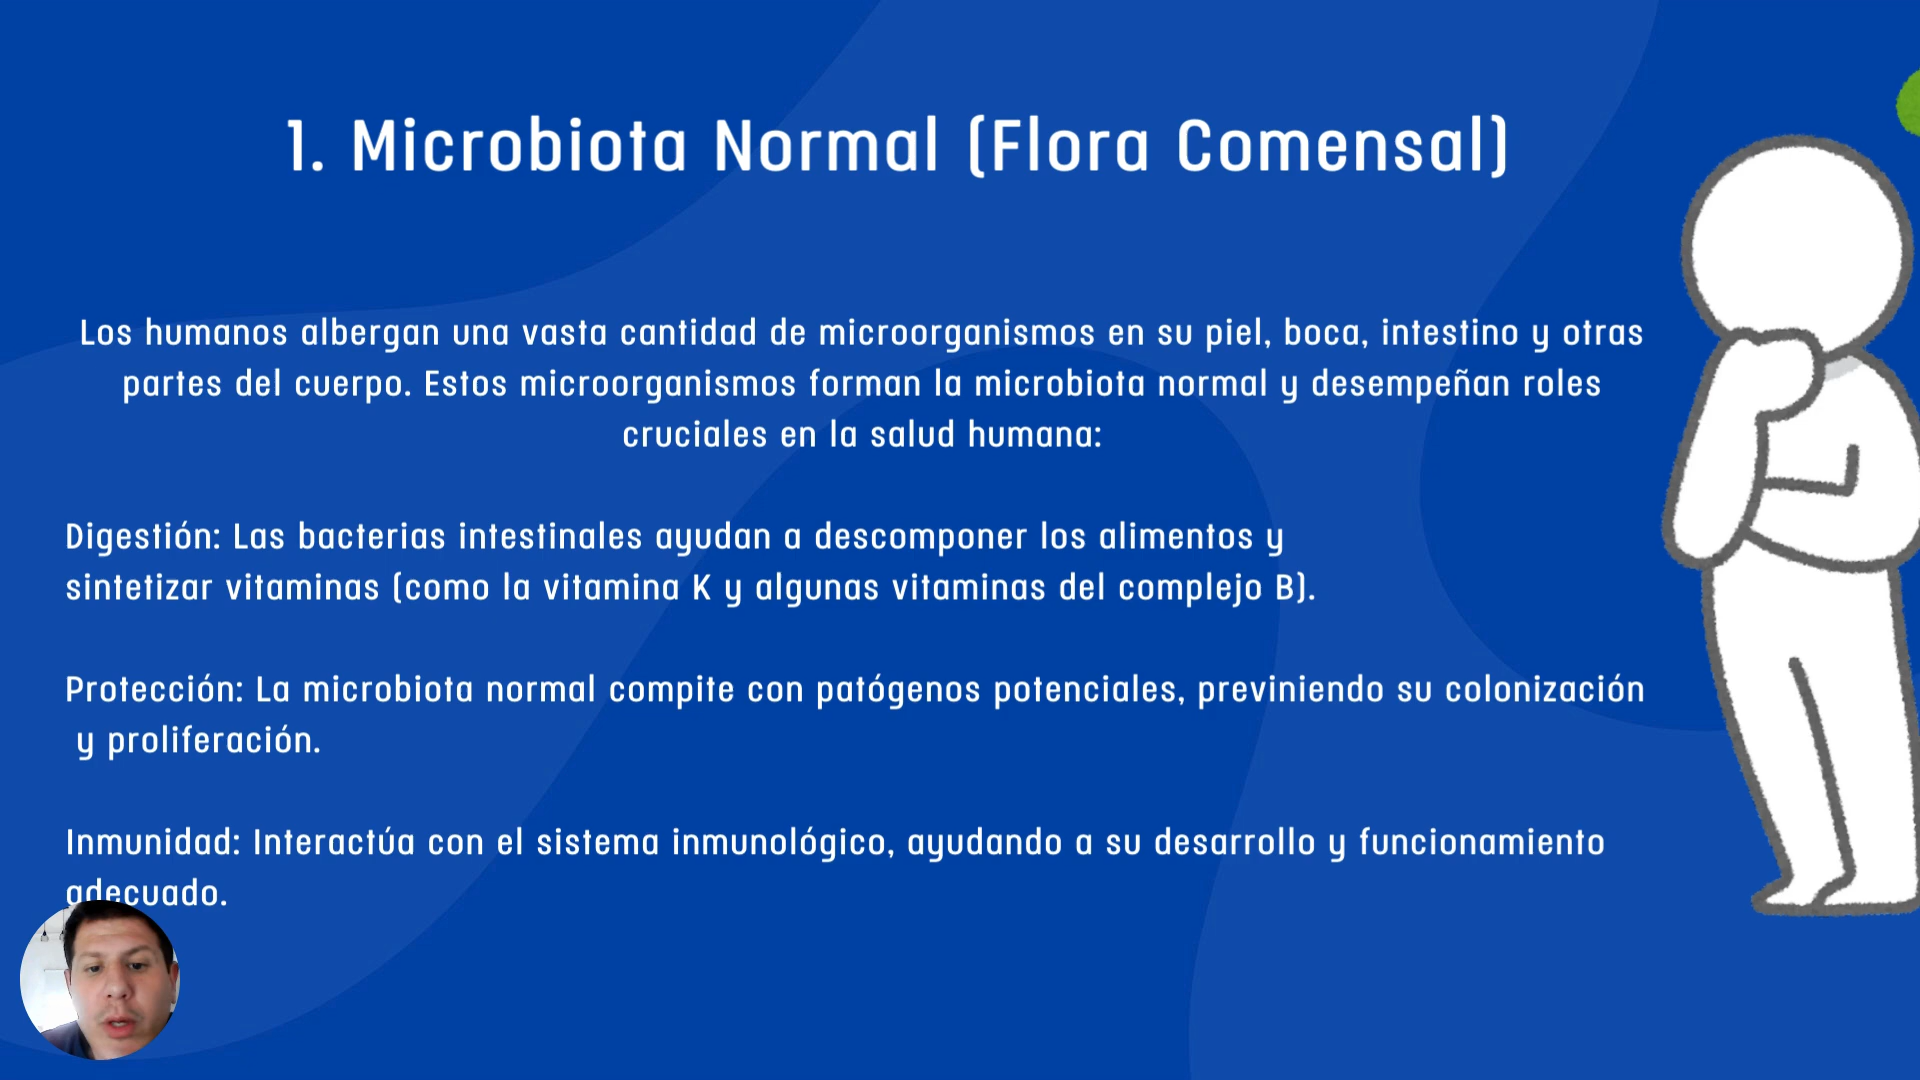 1. Microbiota Normal (Flora Comensal)
Los humanos albergan una vasta cantidad de microorganismos en su piel, boca, intestino y otras
partes del cuerpo. Estos microorganismos forman la microbiota normal y desempeñan roles
cruciales en la salud humana:
Digestión: Las bacterias intestinales ayudan a descomponer los alimentos y
sintetizar vitaminas (como la vitamina K y algunas vitaminas del complejo B).
Protección: La microbiota normal compite con patógenos potenciales, previniendo su colonización
y proliferación.
Inmunidad: Interactúa con el sistema inmunológico, ayudando a su desarrollo y funcionamiento
adecuado.